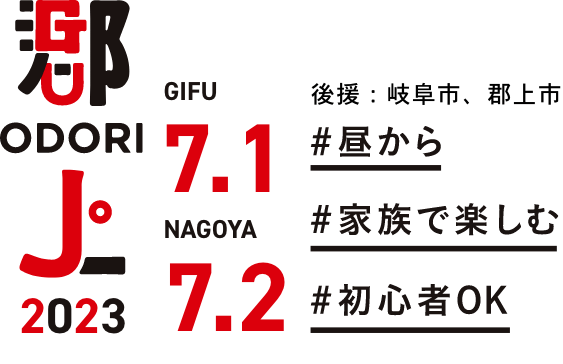 郡
ODORI
上
2023
GIFU
7.1
NAGOYA
7.2
後援：岐阜市、郡上市
#昼から
#家族で楽しむ
#初心者OK